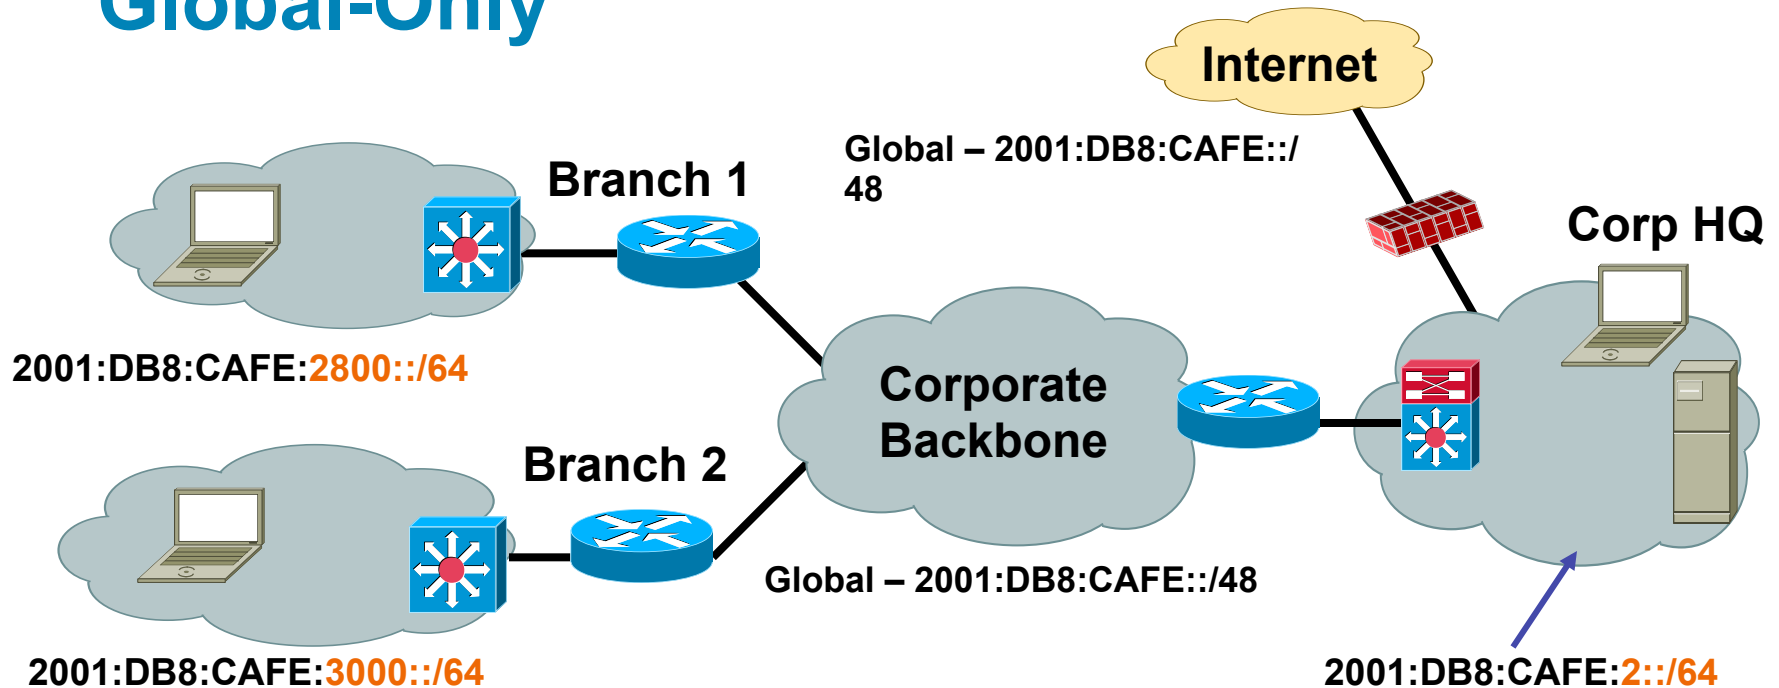 Global-Only
Internet
Global – 2001:DB8:CAFE::/
48
Branch 1
Corp HQ
2001:DB8:CAFE:2800::/64
Corporate
Backbone
Branch 2
Global – 2001:DB8:CAFE::/48
2001:DB8:CAFE:3000::/64
2001:DB8:CAFE:2::/64